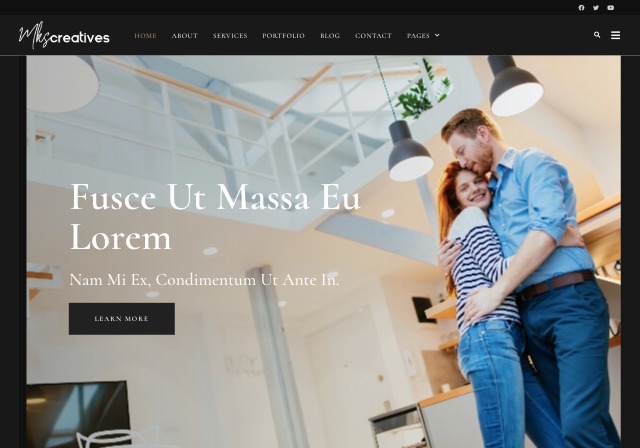 Mkscreatives
HOME ABOUT SERVICES PORTFOLIO BLOG CONTACT PAGES
Fusce Ut Massa Eu
Lorem
Nam Mi Ex, Condimentum Ut Ante In.
LEARN MORE